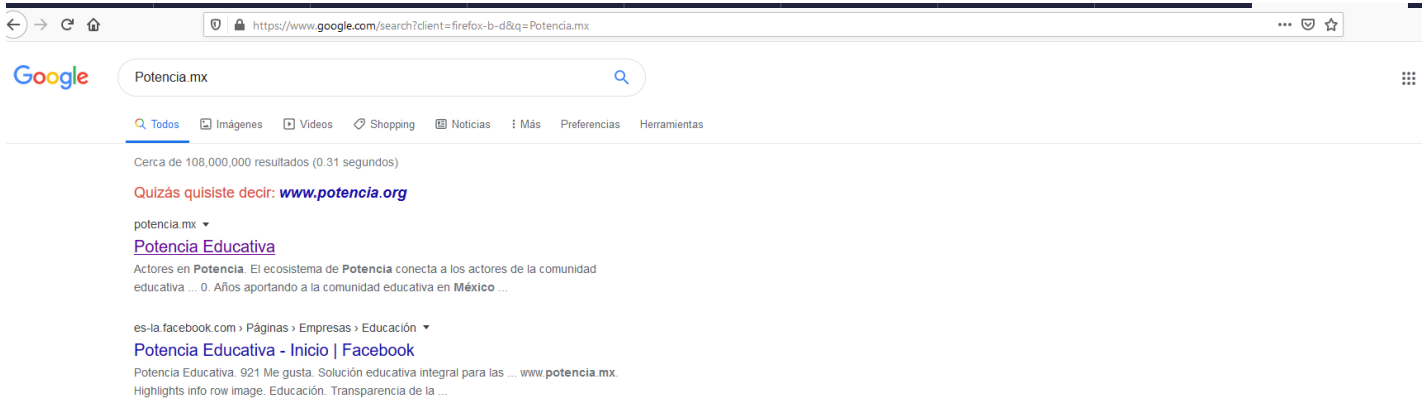 https://www.google.com/search?client=firefox-b-d&q=Potencia.mx
Google
Potencia.mx
Todos Imágenes Videos Shopping Noticias Más Preferencias Herramientas
Cerca de 108,000,000 resultados (0.31 segundos)
Quizás quisiste decir: www.potencia.org
potencia.mx
Potencia Educativa
Actores en Potencia. El ecosistema de Potencia conecta a los actores de la comunidad
educativa ... 0. Años aportando a la comunidad educativa en México ...
es-la.facebook.com › Páginas › Empresas › Educación
Potencia Educativa - Inicio | Facebook
Potencia Educativa. 921 Me gusta. Solución educativa integral para las ... www.potencia.mx.
Highlights info row image. Educación. Transparencia de la ...